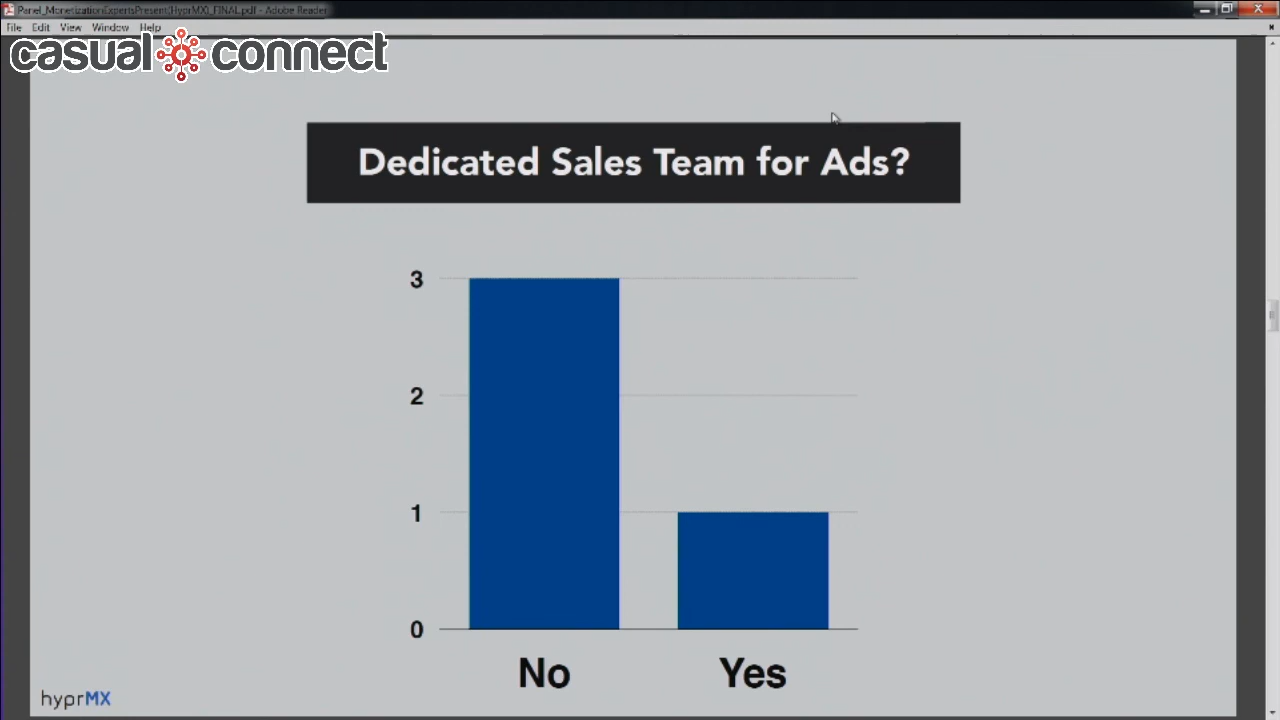 Panel_MonetizationExpertsPresent(HyprMX)_FINAL.pdf - Adobe Reader
File Edit View Window Help
casual connect
Dedicated Sales Team for Ads?
3
2
1
0
No Yes
hyprMX